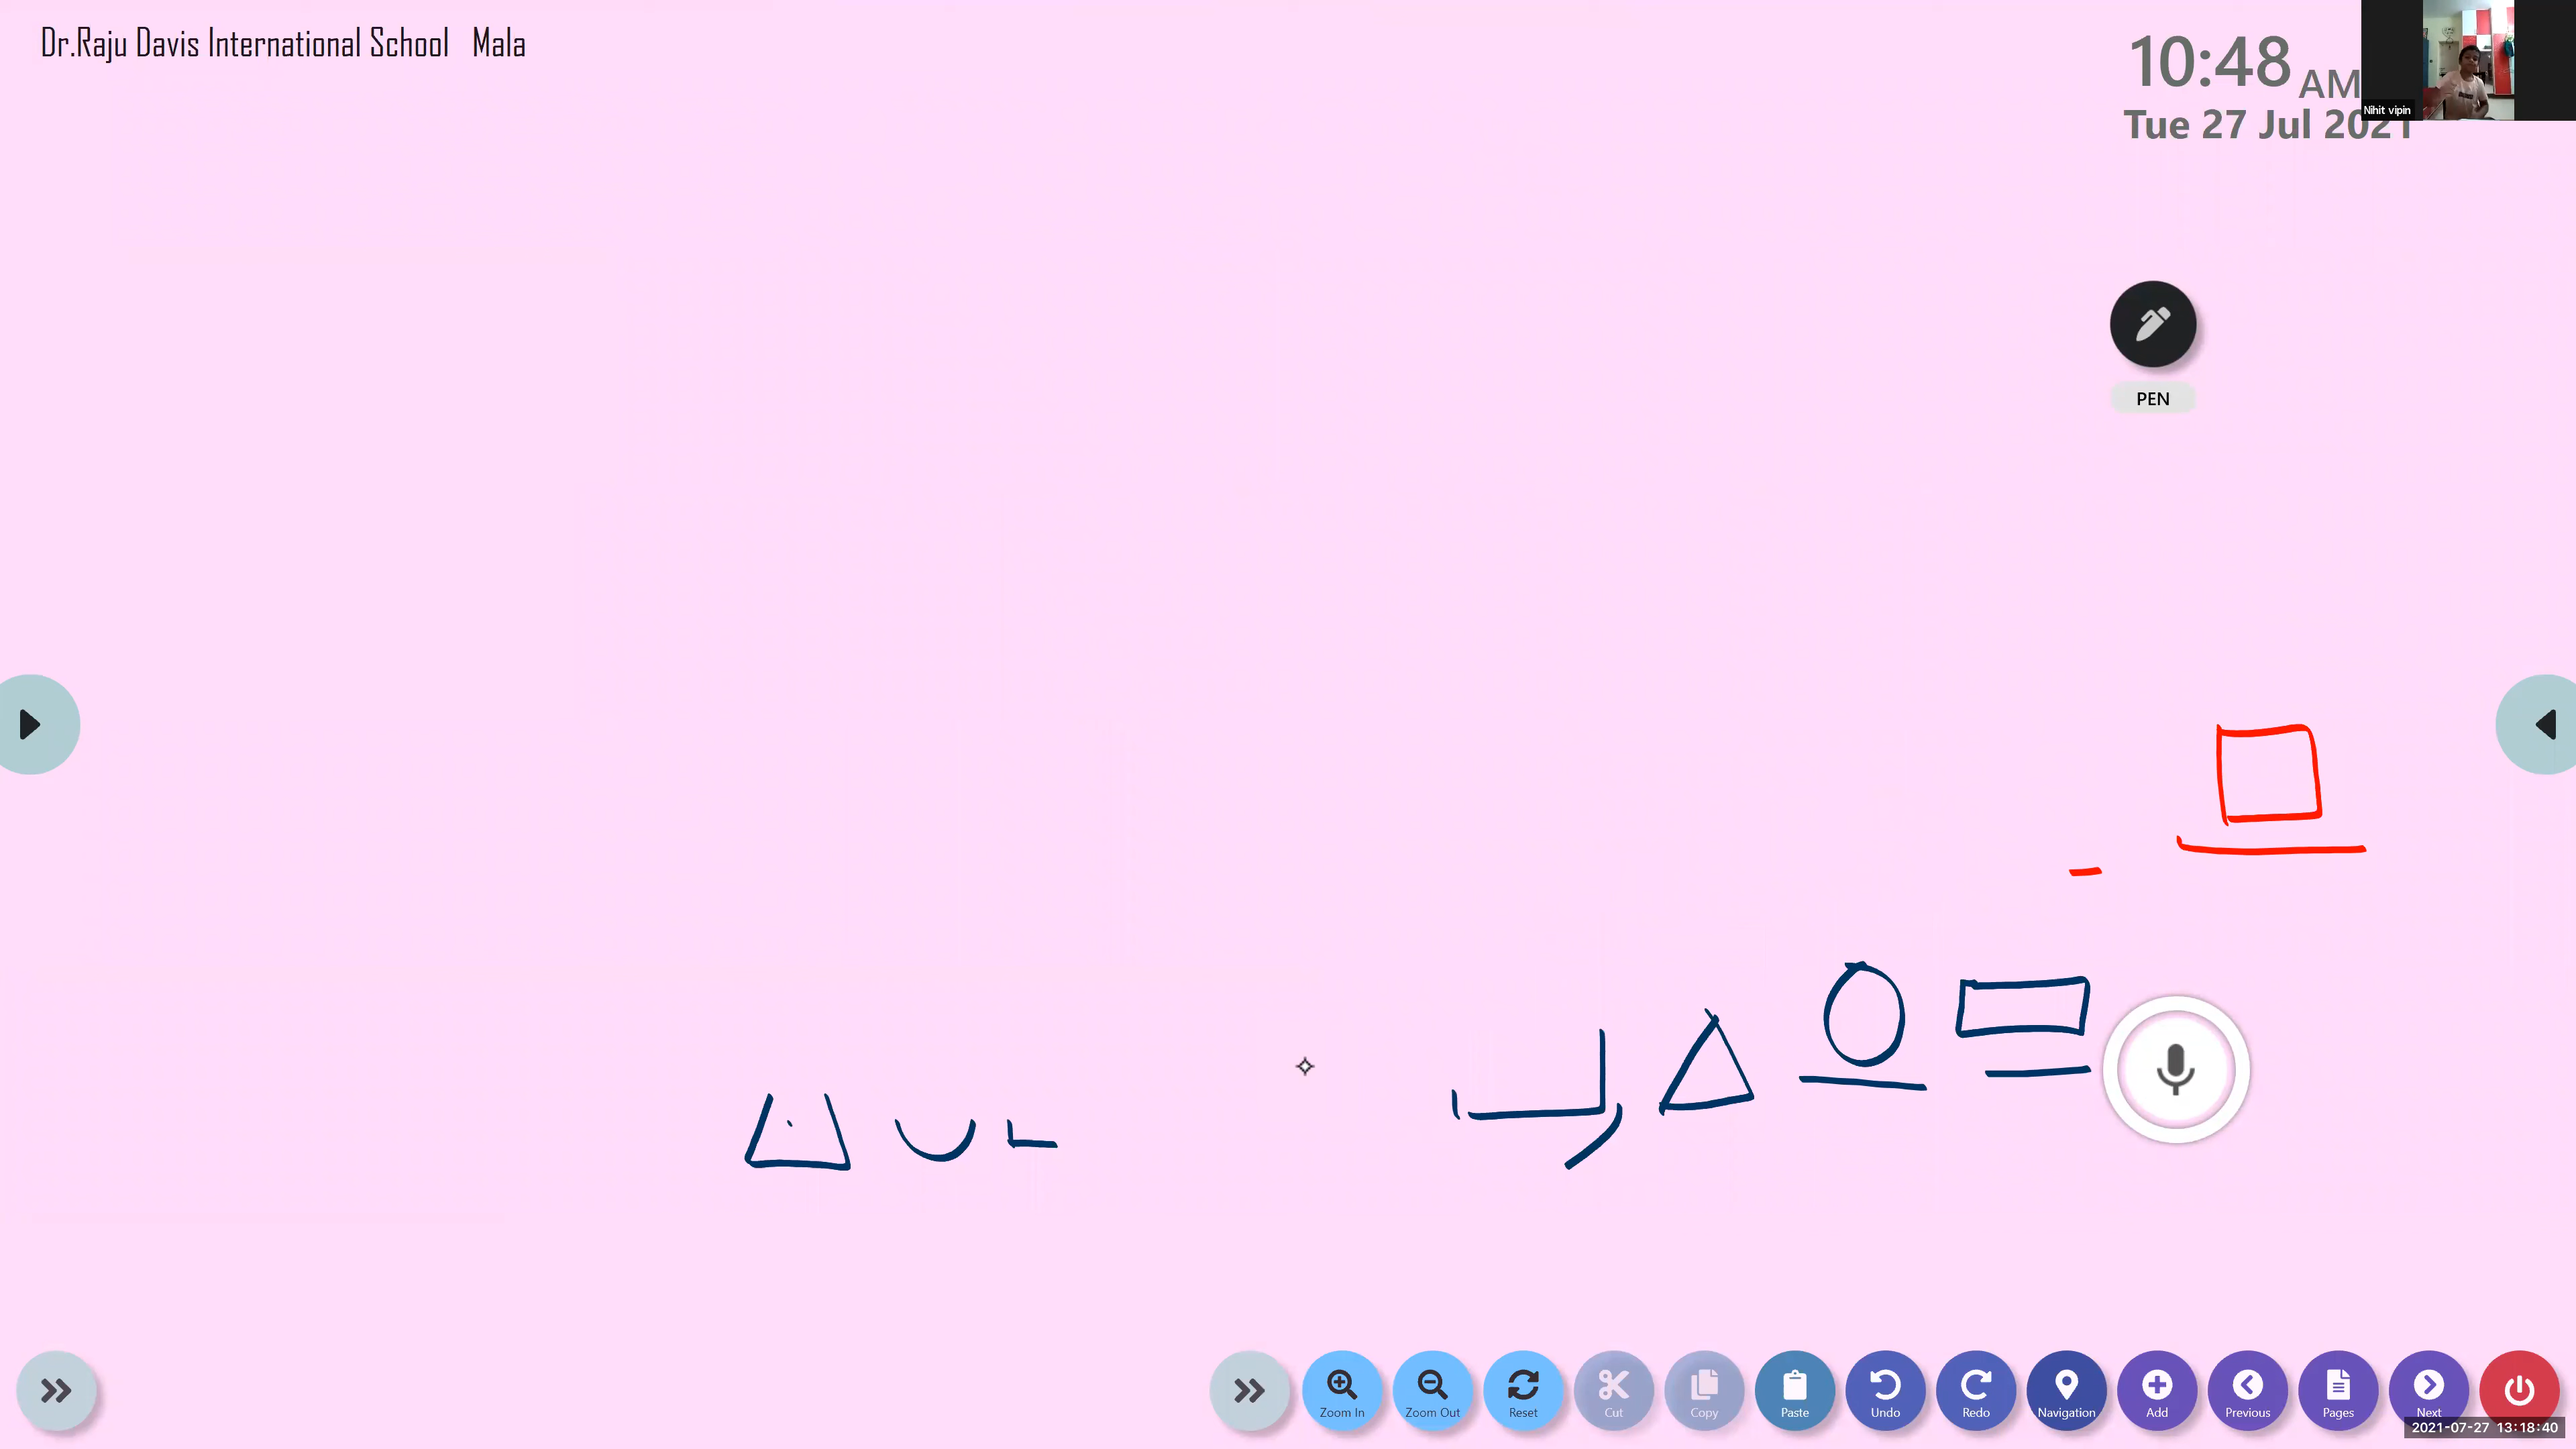 Dr.Raju Davis International School Mala
10:48 AM
Nihit vipin
Tue 27 Jul 2021
PEN
Zoom In Zoom Out Reset Cut Copy Paste Undo Redo Navigation Add Previous Pages Next
2021-07-27 13:18:40